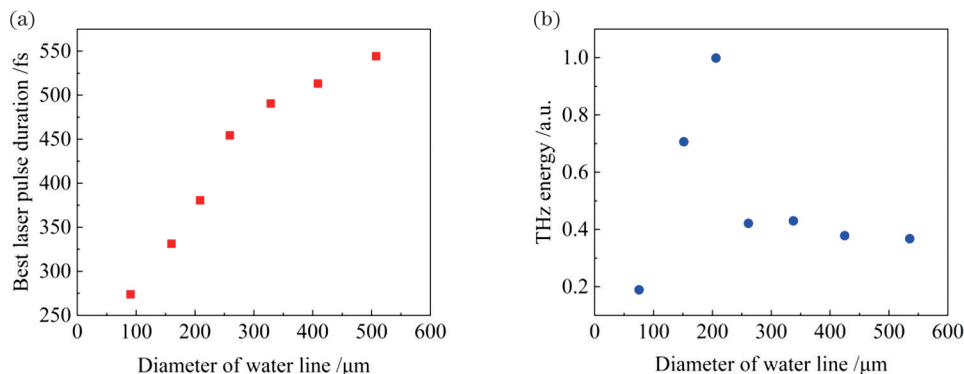 (a)
Best laser pulse duration /fs
550
500
450
400
350
300
250
0 100 200 300 400 500 600
Diameter of water line /μm
(b)
THz energy /a.u.
1.0
0.8
0.6
0.4
0.2
0 100 200 300 400 500 600
Diameter of water line /μm